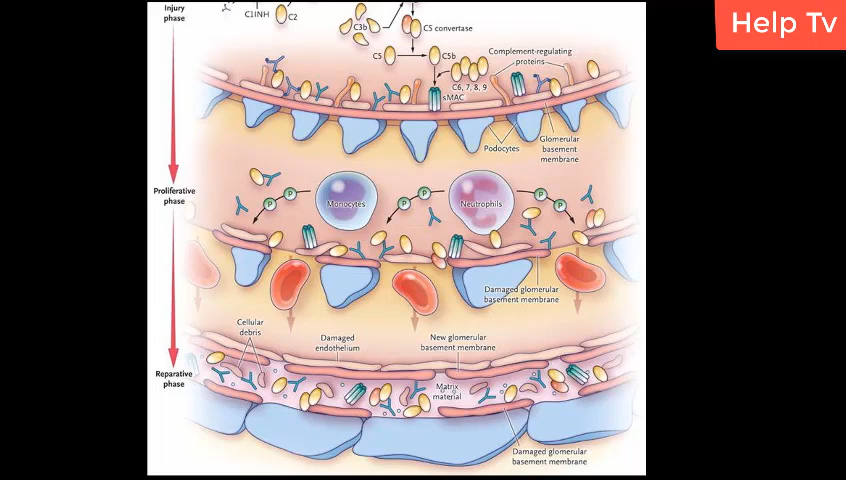 Help Tv
Injury
phase
C1INH
C2
C3b
C5 convertase
C5
C5b
Complement-regulating
proteins
C6, 7, 8, 9
sMAC
Podocytes
Glomerular
basement
membrane
Proliferative
phase
P
P
Monocytes
P
P
Neutrophils
P
P
Damaged glomerular
basement membrane
Cellular
debris
Damaged
endothelium
New glomerular
basement membrane
Reparative
phase
Matrix
material
Damaged glomerular
basement membrane